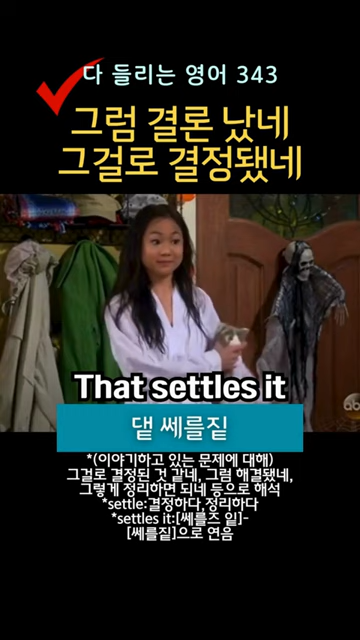 다 들리는 영어 343
그럼 결론 났네
그걸로 결정됐네
That settles it
abc
댙 쎄를짙
*(이야기하고 있는 문제에 대해)
그걸로 결정된 것 같네, 그럼 해결됐네,
그렇게 정리하면 되네 등으로 해석
*settle:결정하다,정리하다
*settles it:[쎄를즈 잍]-
[쎄를짙]으로 연음